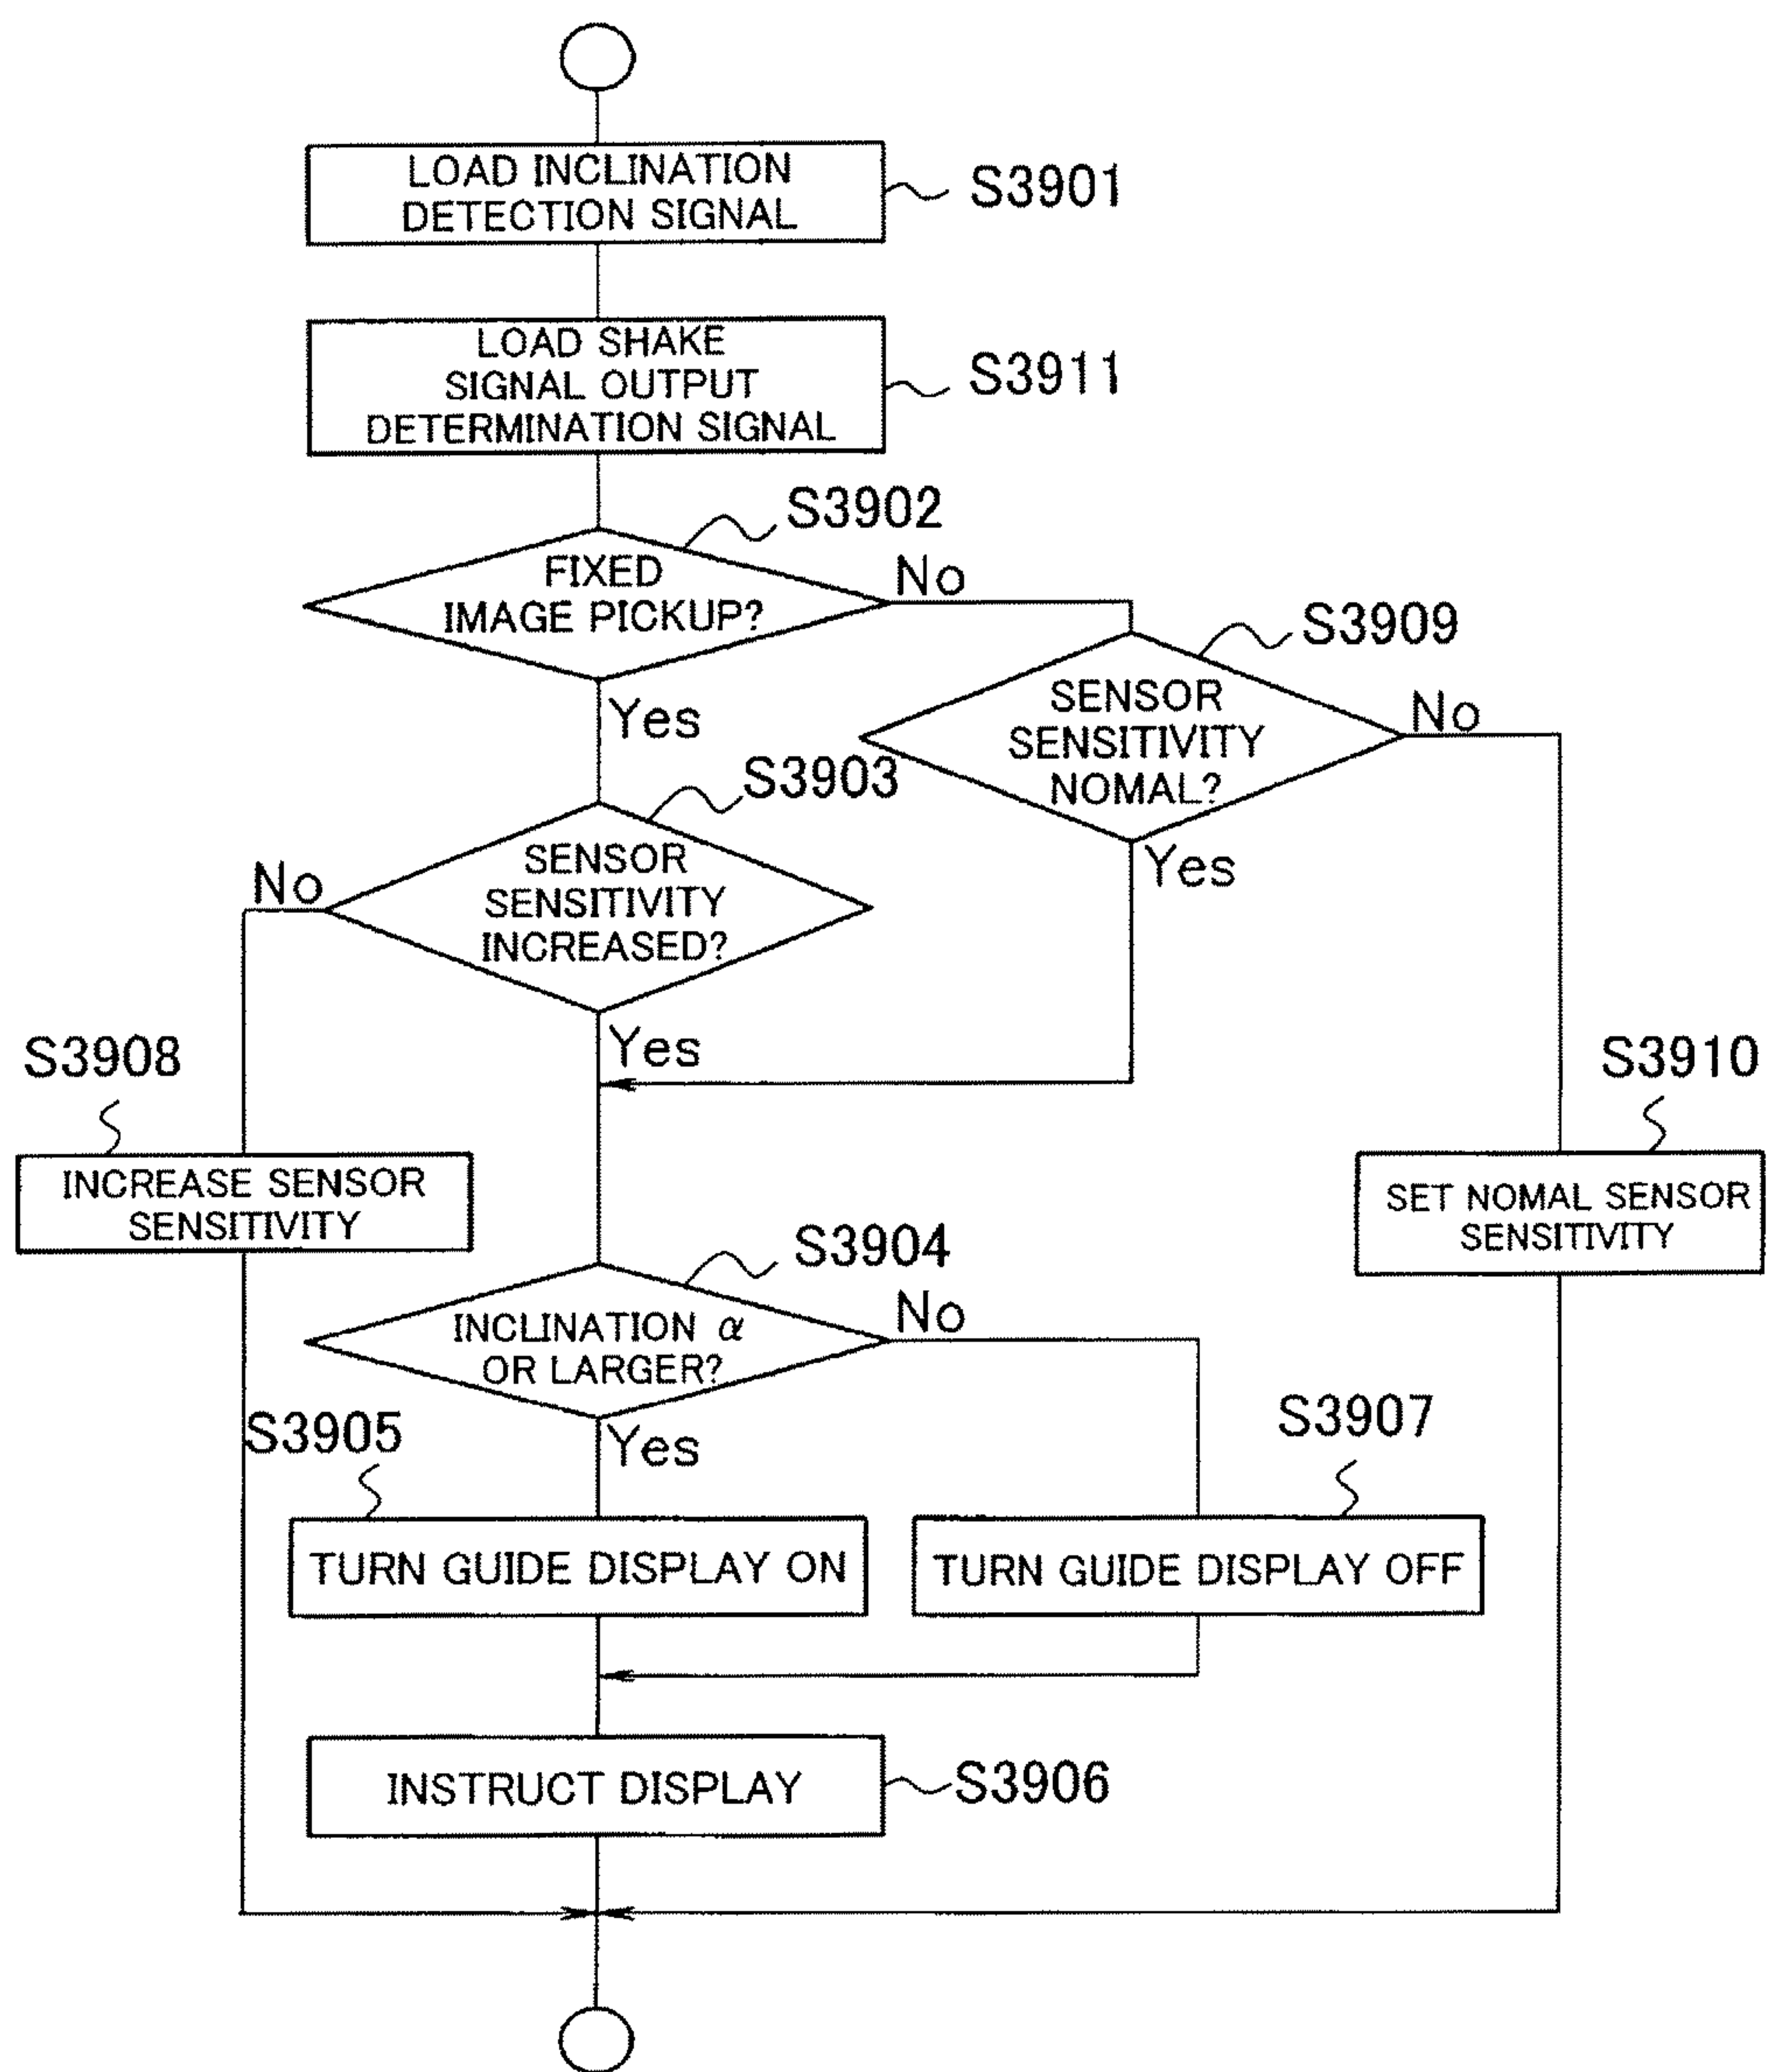 LOAD INCLINATION
DETECTION SIGNAL
S3901
LOAD SHAKE
SIGNAL OUTPUT
DETERMINATION SIGNAL
S3911
S3902
FIXED
IMAGE PICKUP?
No
Yes
S3909
SENSOR
SENSITIVITY
NOMAL?
No
Yes
S3903
SENSOR
SENSITIVITY
INCREASED?
No
Yes
S3908
INCREASE SENSOR
SENSITIVITY
S3910
SET NOMAL SENSOR
SENSITIVITY
S3904
INCLINATION α
OR LARGER?
No
Yes
S3905
TURN GUIDE DISPLAY ON
S3907
TURN GUIDE DISPLAY OFF
INSTRUCT DISPLAY
S3906